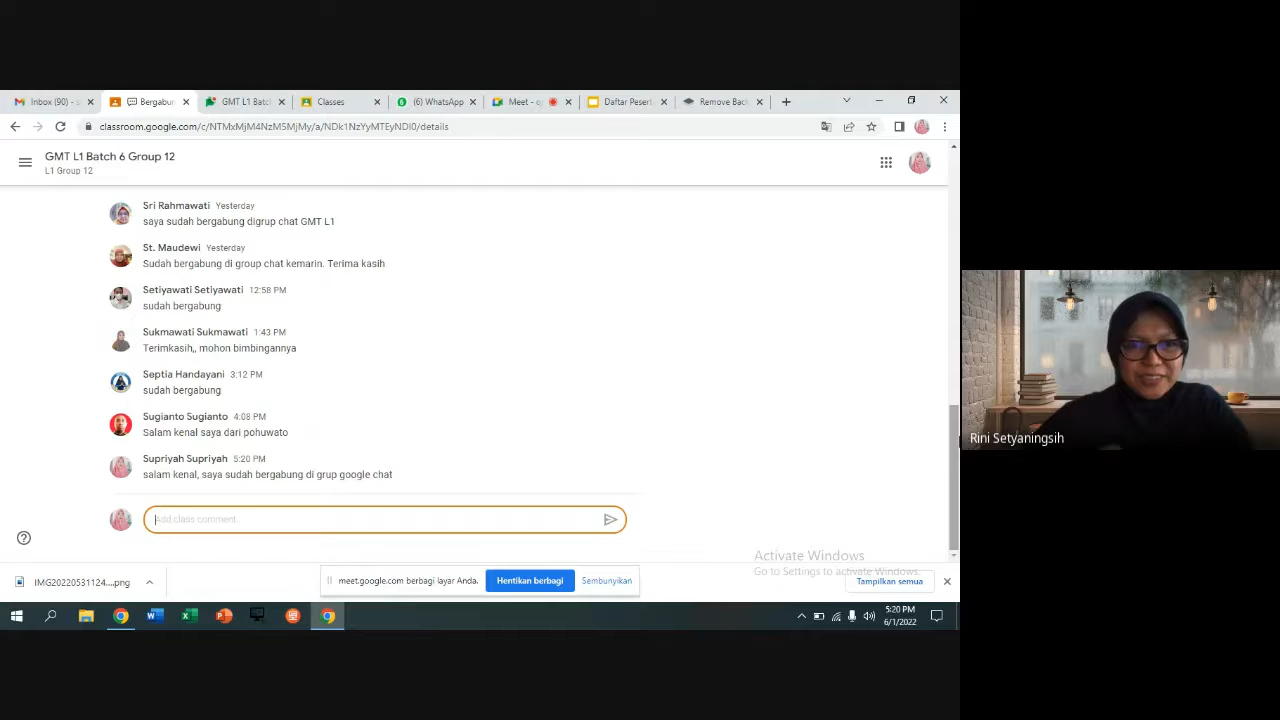 Inbox (90) - s
Bergabun
GMT L1 Batch
Classes
(6) WhatsApp
Meet - o
Daftar Pesert
Remove Back
classroom.google.com/c/NTMxMjM4NzM5MjMy/a/NDk1NzYyMTEyNDI0/details
GMT L1 Batch 6 Group 12
L1 Group 12
Sri Rahmawati Yesterday
saya sudah bergabung digrup chat GMT L1
St. Maudewi Yesterday
Sudah bergabung di group chat kemarin. Terima kasih
Setiyawati Setiyawati 12:58 PM
sudah bergabung
Sukmawati Sukmawati 1:43 PM
Terimkasih,, mohon bimbingannya
Septia Handayani 3:12 PM
sudah bergabung
Sugianto Sugianto 4:08 PM
Salam kenal saya dari pohuwato
Supriyah Supriyah 5:20 PM
salam kenal, saya sudah bergabung di grup google chat
Add class comment...
Rini Setyaningsih
Activate Windows
Go to Settings to activate Windows.
IMG20220531124....png
meet.google.com berbagi layar Anda.
Hentikan berbagi
Sembunyikan
Tampilkan semua
5:20 PM
6/1/2022